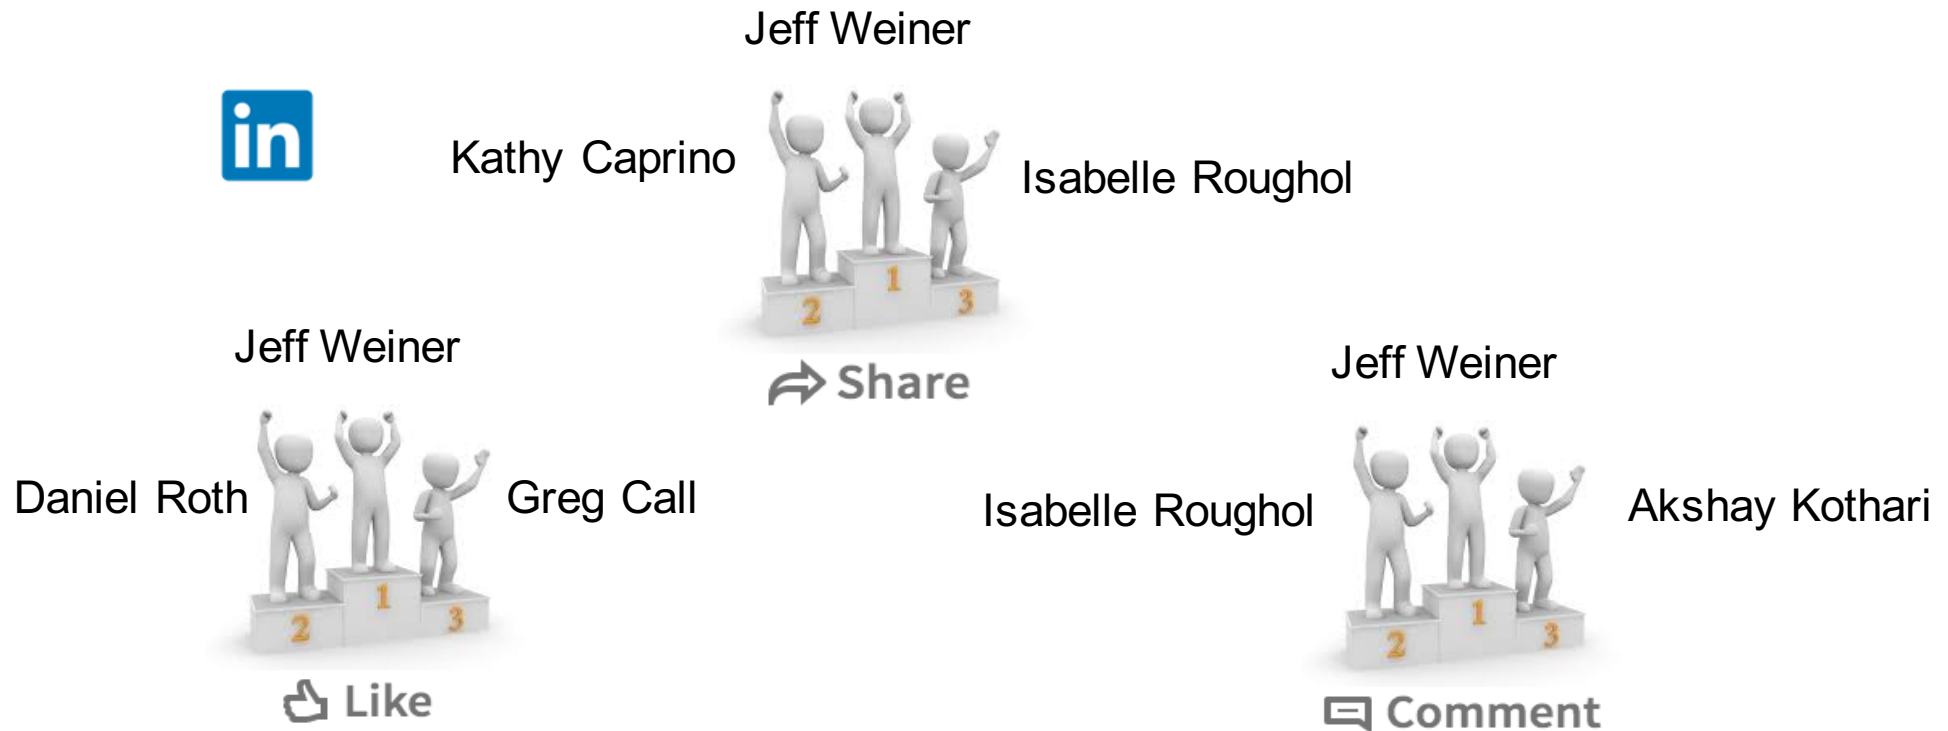 Jeff Weiner
in
Kathy Caprino
Isabelle Roughol
1
2
3
Share
Jeff Weiner
Daniel Roth
Greg Call
1
2
3
Like
Jeff Weiner
Isabelle Roughol
Akshay Kothari
1
2
3
Comment